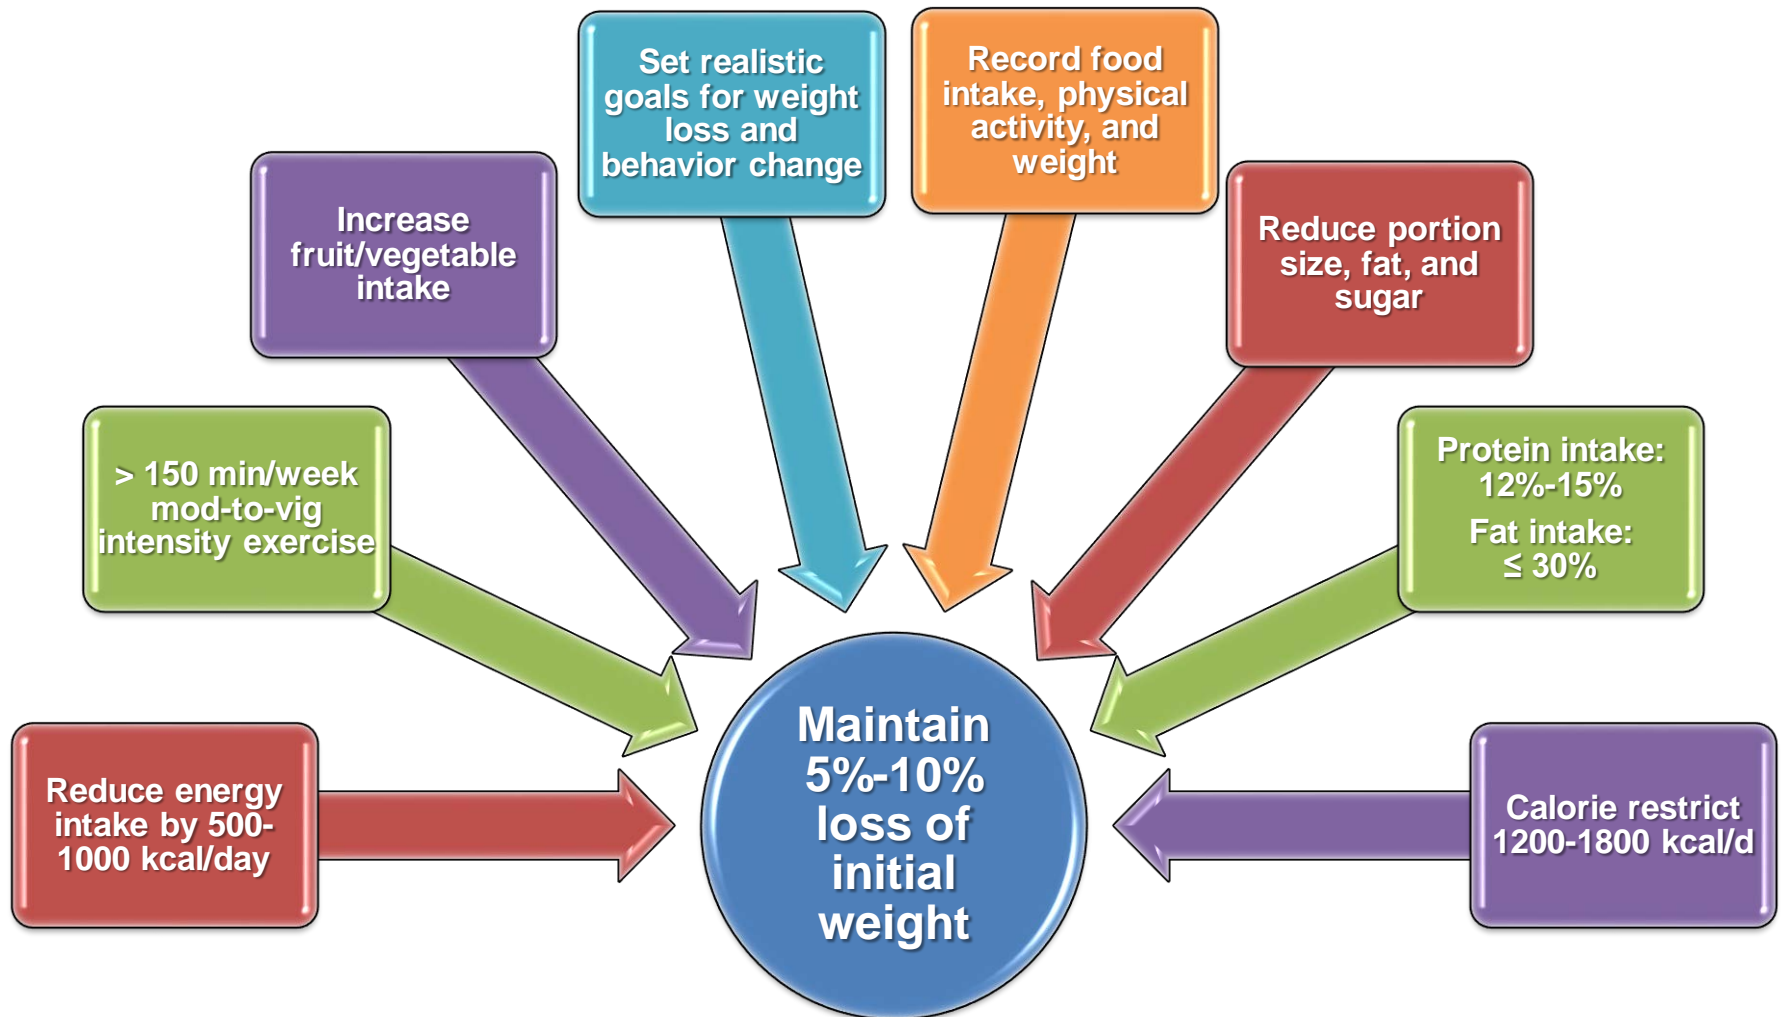 Set realistic
goals for weight
loss and
behavior change
Record food
intake, physical
activity, and
weight
Increase
fruit/vegetable
intake
Reduce portion
size, fat, and
sugar
> 150 min/week
mod-to-vig
intensity exercise
Protein intake:
12%-15%
Fat intake:
≤ 30%
Reduce energy
intake by 500-
1000 kcal/day
Maintain
5%-10%
loss of
initial
weight
Calorie restrict
1200-1800 kcal/d